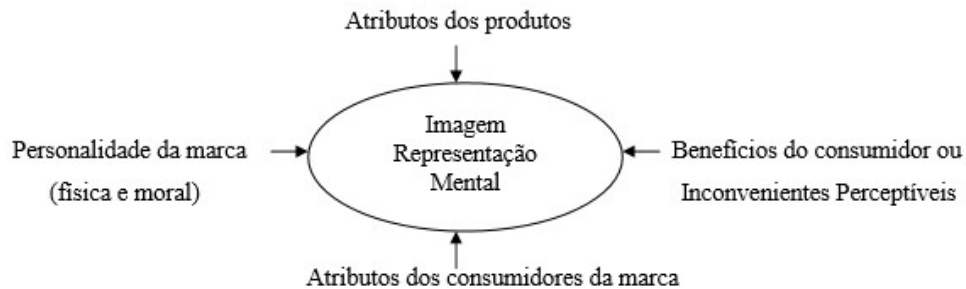 Atributos dos produtos
Imagem
Representação
Mental
Personalidade da marca
(física e moral)
Benefícios do consumidor ou
Inconvenientes Perceptíveis
Atributos dos consumidores da marca